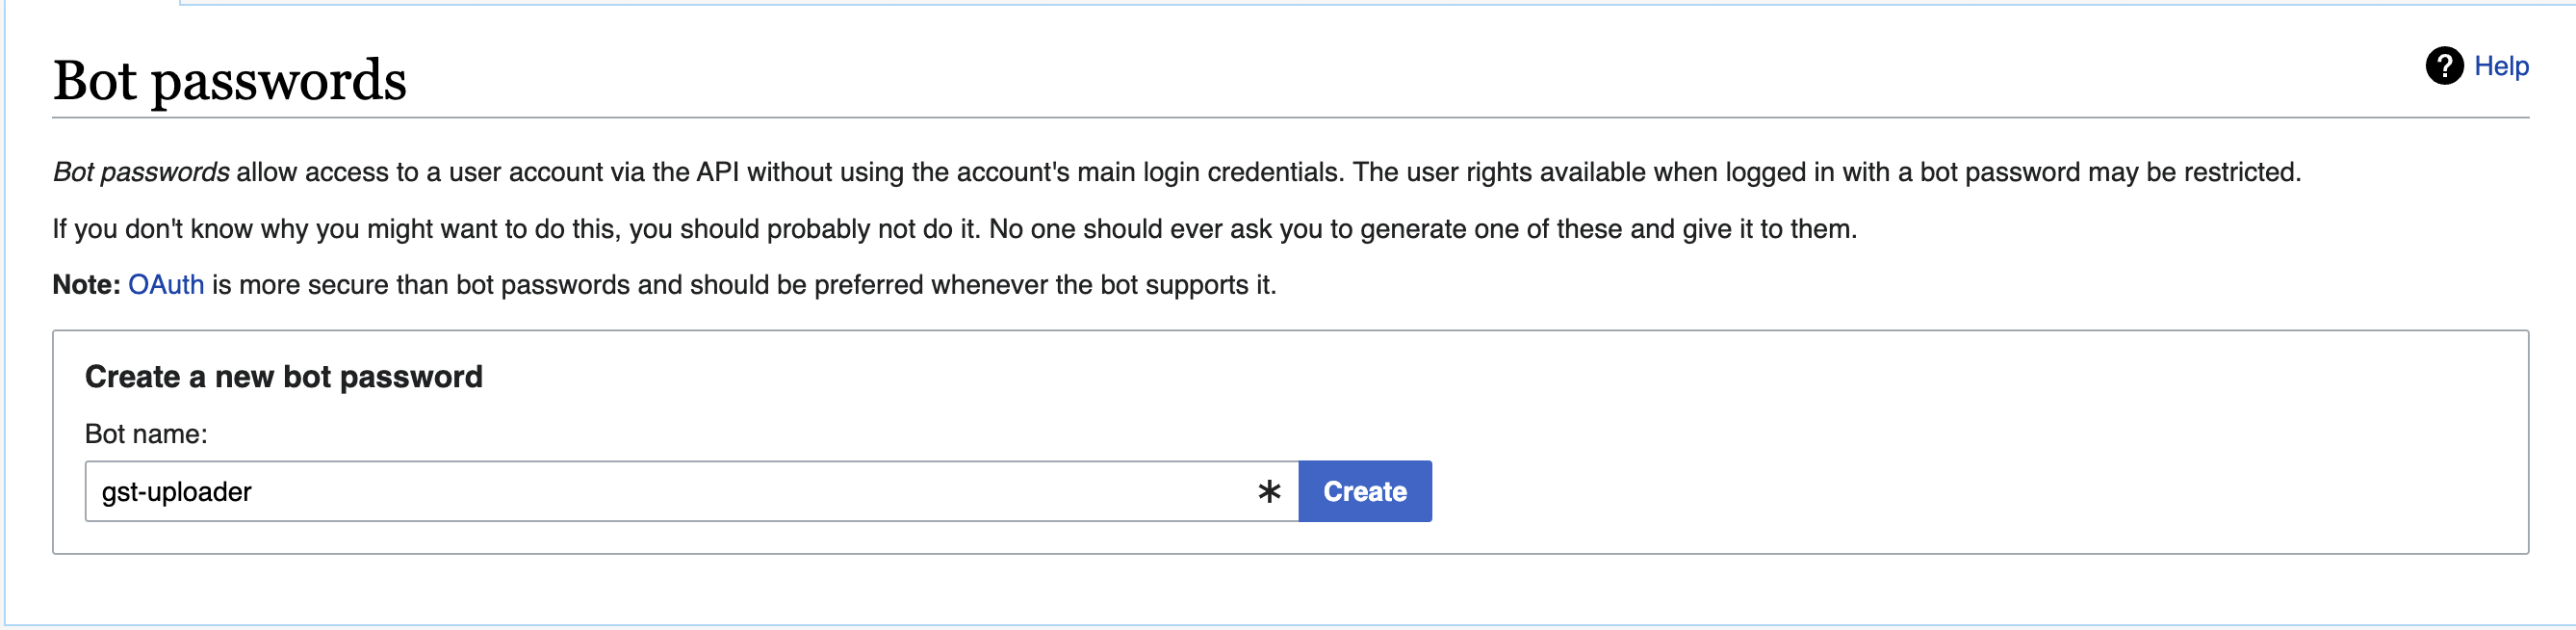 Bot passwords
Help
Bot passwords allow access to a user account via the API without using the account's main login credentials. The user rights available when logged in with a bot password may be restricted.
If you don't know why you might want to do this, you should probably not do it. No one should ever ask you to generate one of these and give it to them.
Note: OAuth is more secure than bot passwords and should be preferred whenever the bot supports it.
Create a new bot password
Bot name:
gst-uploader * Create